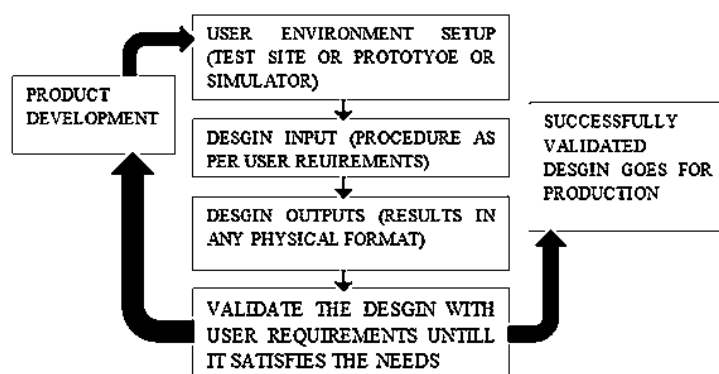 USER ENVIRONMENT SETUP
(TEST SITE OR PROTOTYOE OR
SIMULATOR)
PRODUCT
DEVELOPMENT
DESGIN INPUT (PROCEDURE AS
PER USER REUIREMENTS)
SUCCESSFULLY
VALIDATED
DESGIN GOES FOR
PRODUCTION
DESGIN OUTPUTS (RESULTS IN
ANY PHYSICAL FORMAT)
VALIDATE THE DESGIN WITH
USER REQUIREMENTS UNTILL
IT SATISFIES THE NEEDS